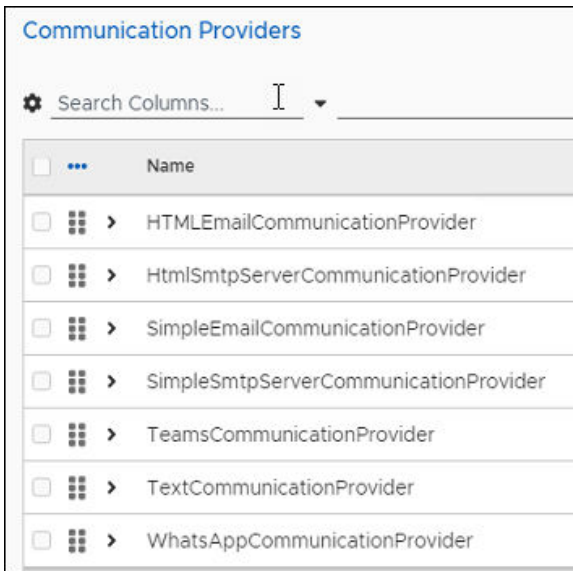 Communication Providers
Search Columns...
Name
HTMLEmailCommunicationProvider
HtmlSmtpServerCommunicationProvider
SimpleEmailCommunicationProvider
SimpleSmtpServerCommunicationProvider
TeamsCommunicationProvider
TextCommunicationProvider
WhatsAppCommunicationProvider